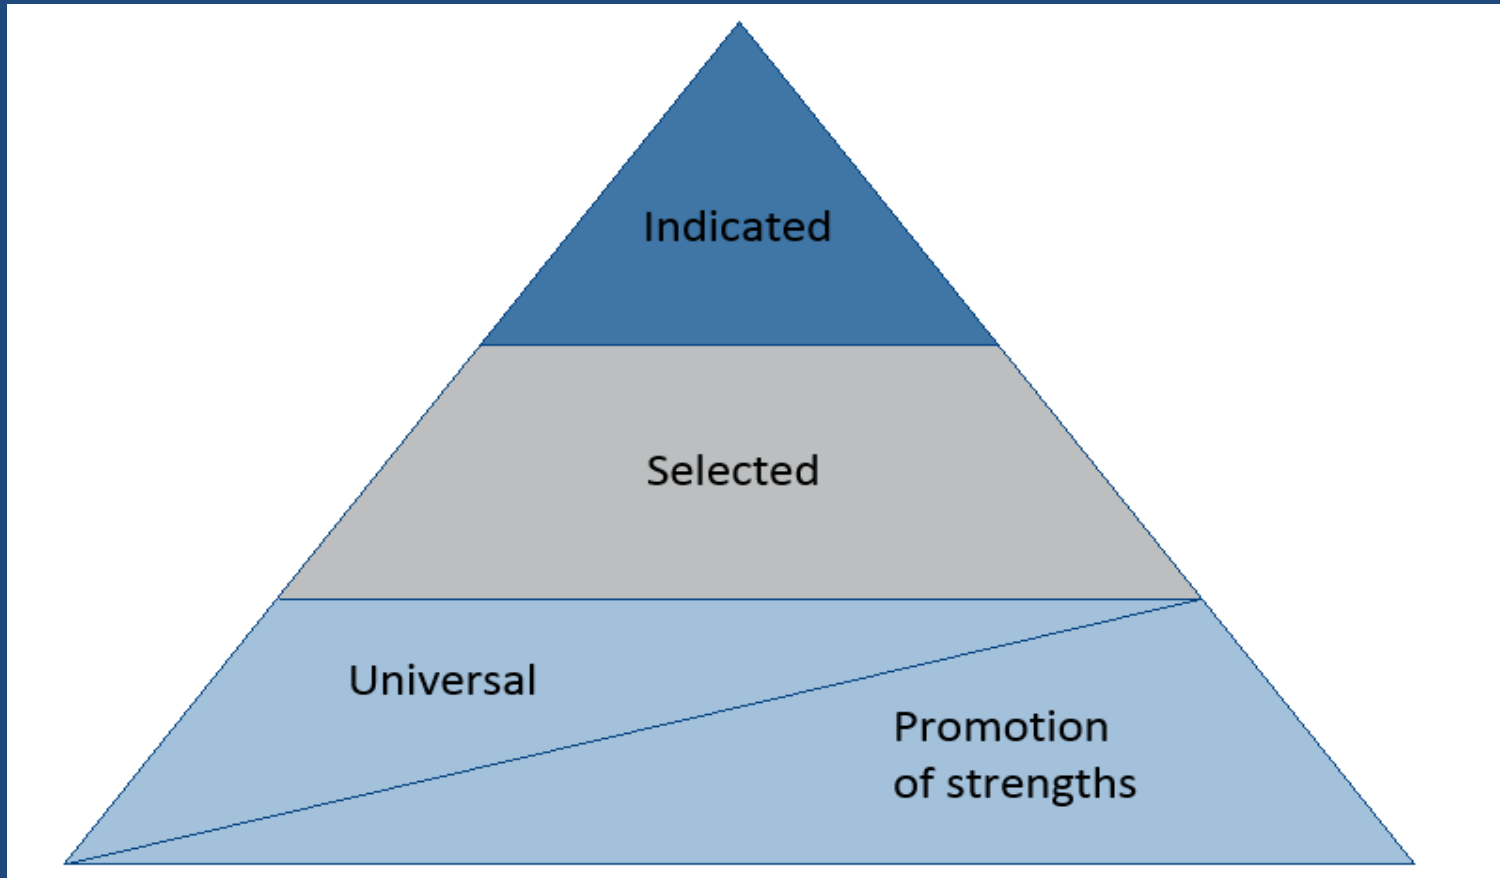 Indicated
Selected
Universal
Promotion
of strengths